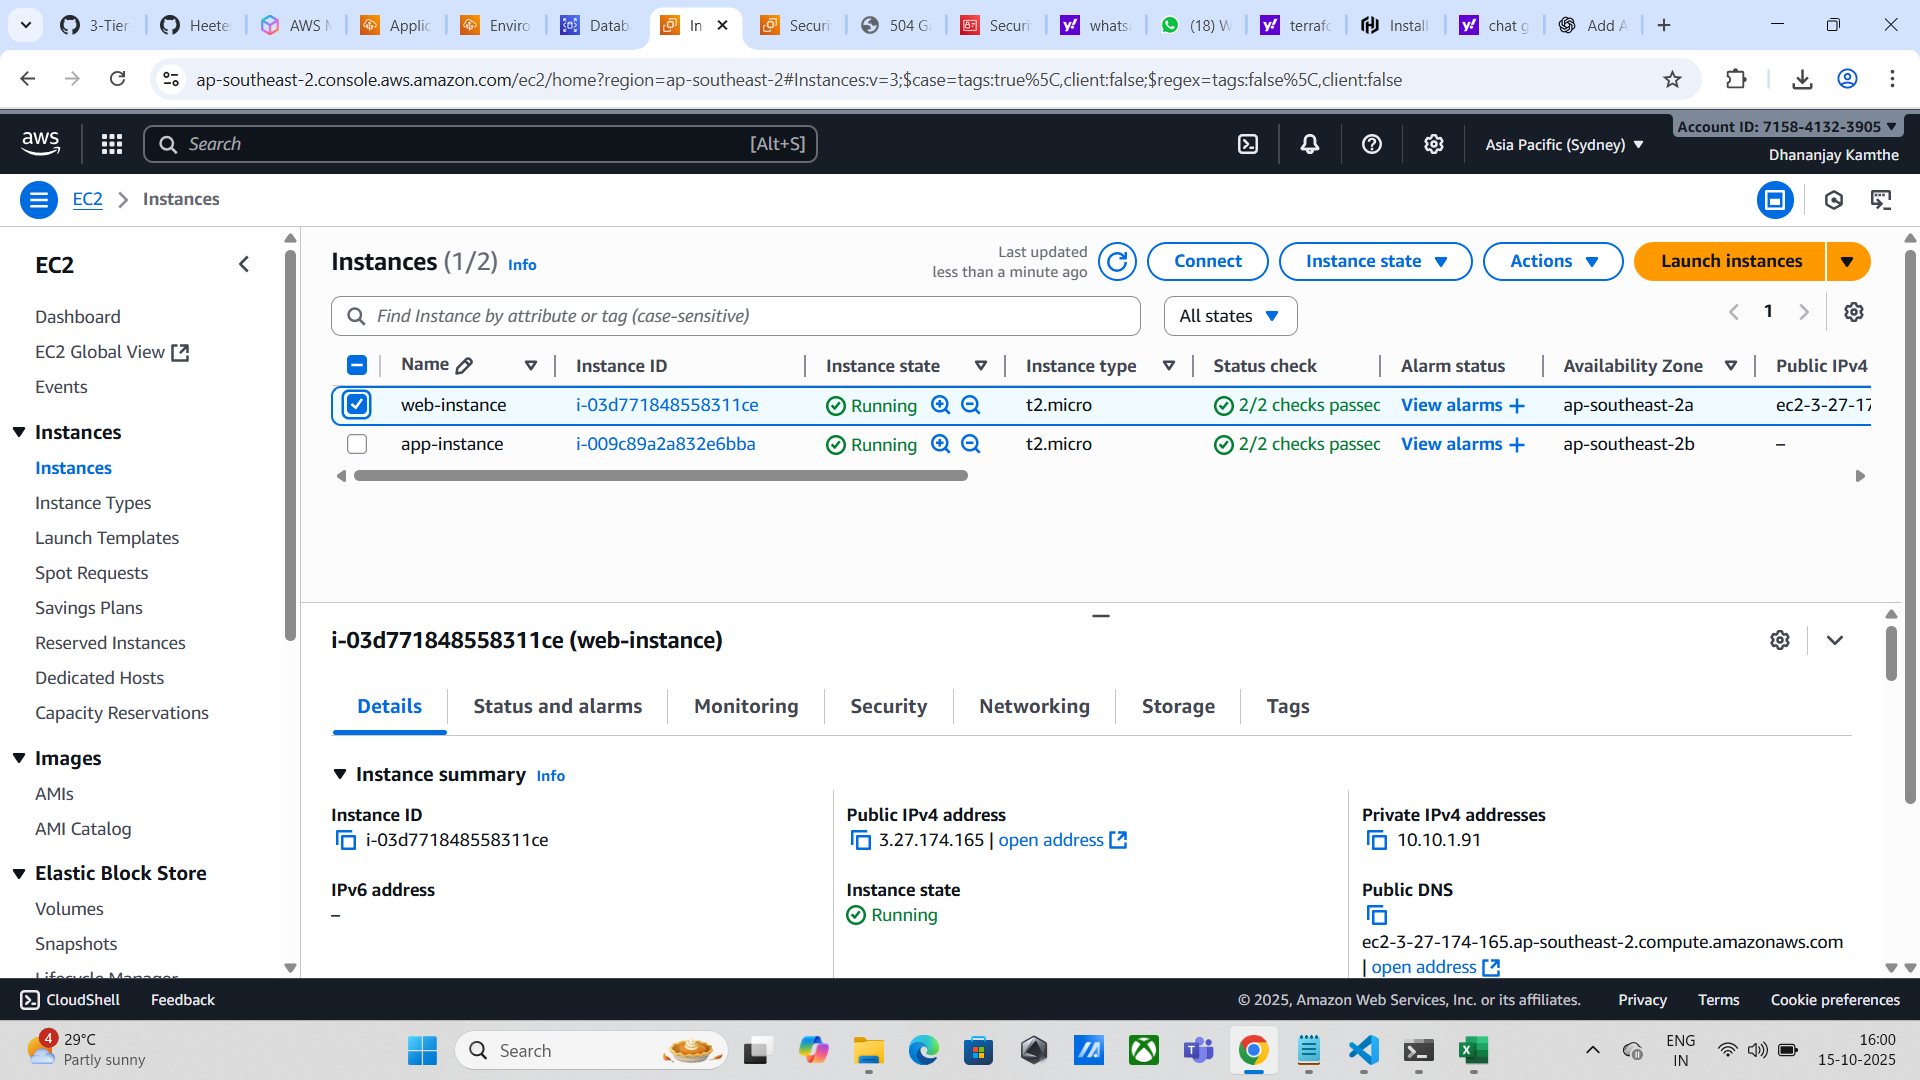 3-Tier
Heete
AWS M
Applic
Enviro
Datab
In
Securi
504 G
Securi
whats
(18) W
terrafo
Install
chat g
Add A
ap-southeast-2.console.aws.amazon.com/ec2/home?region=ap-southeast-2#Instances:v=3;$case=tags:true%5C,client:false;$regex=tags:false%5C,client:false
aws
Search [Alt+S]
Asia Pacific (Sydney)
Account ID: 7158-4132-3905
Dhananjay Kamthe
EC2 Instances
EC2
Dashboard
EC2 Global View
Events
Instances
Instances
Instance Types
Launch Templates
Spot Requests
Savings Plans
Reserved Instances
Dedicated Hosts
Capacity Reservations
Images
AMIs
AMI Catalog
Elastic Block Store
Volumes
Snapshots
Lifecycle Manager
Instances (1/2) Info
Last updated
less than a minute ago
Connect
Instance state
Actions
Launch instances
Find Instance by attribute or tag (case-sensitive)
All states
1
Name Instance ID Instance state Instance type Status check Alarm status Availability Zone Public IPv4
web-instance i-03d771848558311ce Running t2.micro 2/2 checks passed View alarms + ap-southeast-2a ec2-3-27-17
app-instance i-009c89a2a832e6bba Running t2.micro 2/2 checks passed View alarms + ap-southeast-2b –
i-03d771848558311ce (web-instance)
Details Status and alarms Monitoring Security Networking Storage Tags
Instance summary Info
Instance ID
i-03d771848558311ce
Public IPv4 address
3.27.174.165 | open address
Private IPv4 addresses
10.10.1.91
IPv6 address
–
Instance state
Running
Public DNS
ec2-3-27-174-165.ap-southeast-2.compute.amazonaws.com
| open address
CloudShell Feedback
© 2025, Amazon Web Services, Inc. or its affiliates. Privacy Terms Cookie preferences
4
29°C
Partly sunny
Search
ENG
IN
16:00
15-10-2025